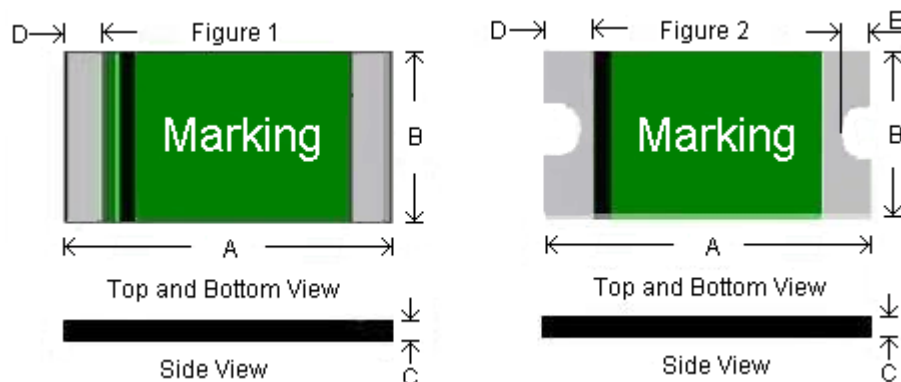 D
Figure 1
Marking
B
A
Top and Bottom View
Side View
C
D
Figure 2
E
Marking
B
A
Top and Bottom View
Side View
C